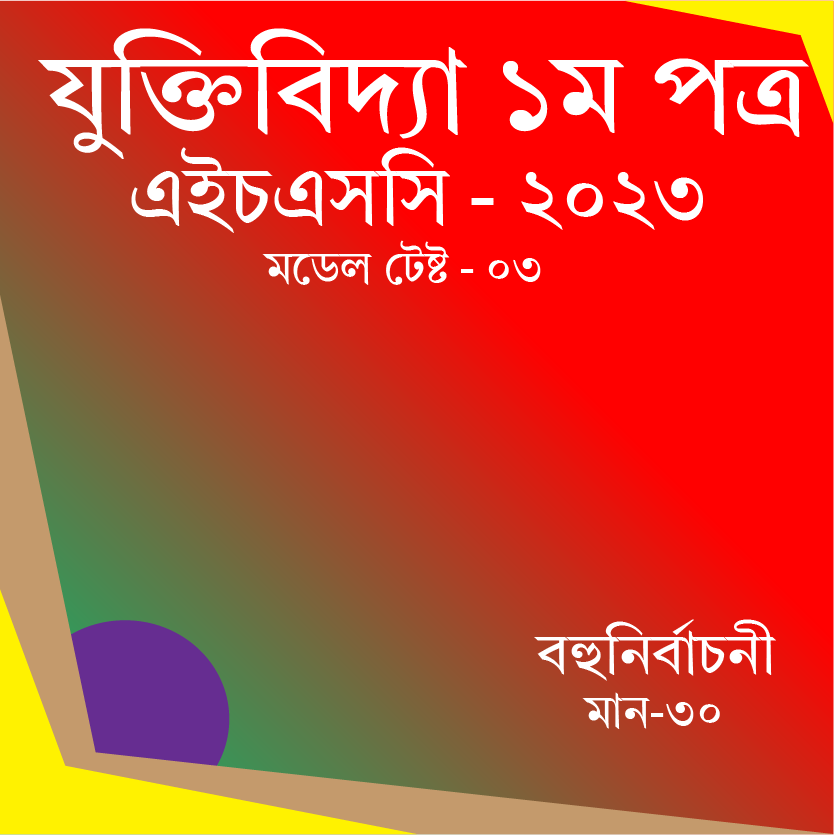 যুক্তিবিদ্যা ১ম পত্র
এইচএসসি - ২০২৩
মডেল টেষ্ট - ০৩
বহুনির্বাচনী
মান-৩০